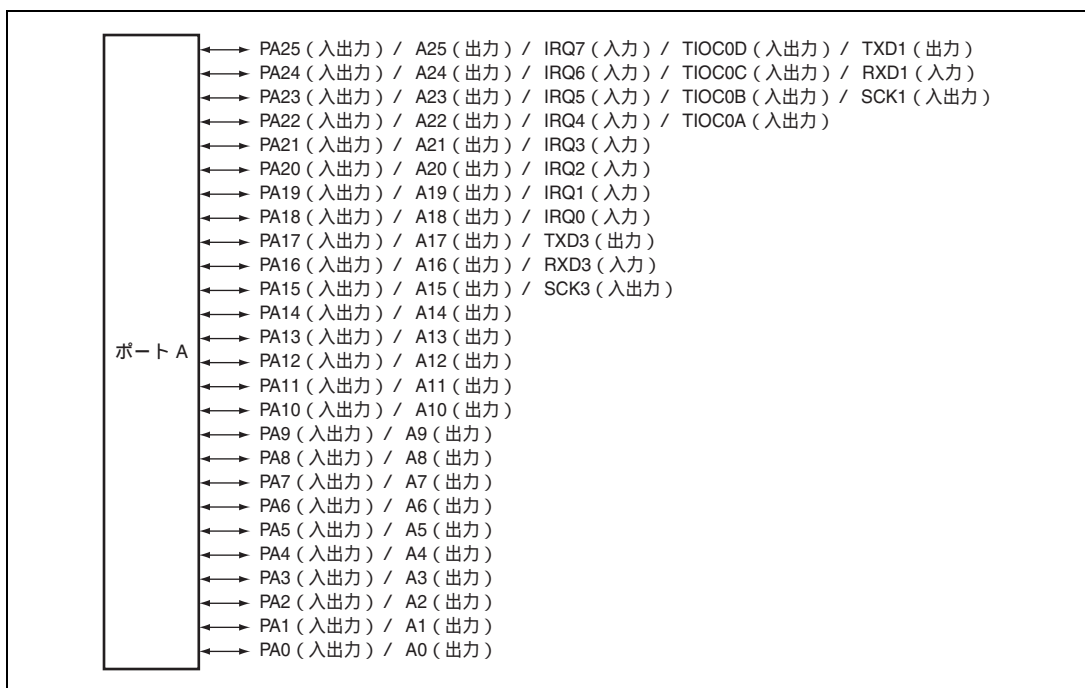 PA25（入出力）/ A25（出力）/ IRQ7（入力）/ TIOC0D（入出力）/ TXD1（出力）
PA24（入出力）/ A24（出力）/ IRQ6（入力）/ TIOC0C（入出力）/ RXD1（入力）
PA23（入出力）/ A23（出力）/ IRQ5（入力）/ TIOC0B（入出力）/ SCK1（入出力）
PA22（入出力）/ A22（出力）/ IRQ4（入力）/ TIOC0A（入出力）
PA21（入出力）/ A21（出力）/ IRQ3（入力）
PA20（入出力）/ A20（出力）/ IRQ2（入力）
PA19（入出力）/ A19（出力）/ IRQ1（入力）
PA18（入出力）/ A18（出力）/ IRQ0（入力）
PA17（入出力）/ A17（出力）/ TXD3（出力）
PA16（入出力）/ A16（出力）/ RXD3（入力）
PA15（入出力）/ A15（出力）/ SCK3（入出力）
PA14（入出力）/ A14（出力）
PA13（入出力）/ A13（出力）
ポート A
PA12（入出力）/ A12（出力）
PA11（入出力）/ A11（出力）
PA10（入出力）/ A10（出力）
PA9（入出力）/ A9（出力）
PA8（入出力）/ A8（出力）
PA7（入出力）/ A7（出力）
PA6（入出力）/ A6（出力）
PA5（入出力）/ A5（出力）
PA4（入出力）/ A4（出力）
PA3（入出力）/ A3（出力）
PA2（入出力）/ A2（出力）
PA1（入出力）/ A1（出力）
PA0（入出力）/ A0（出力）